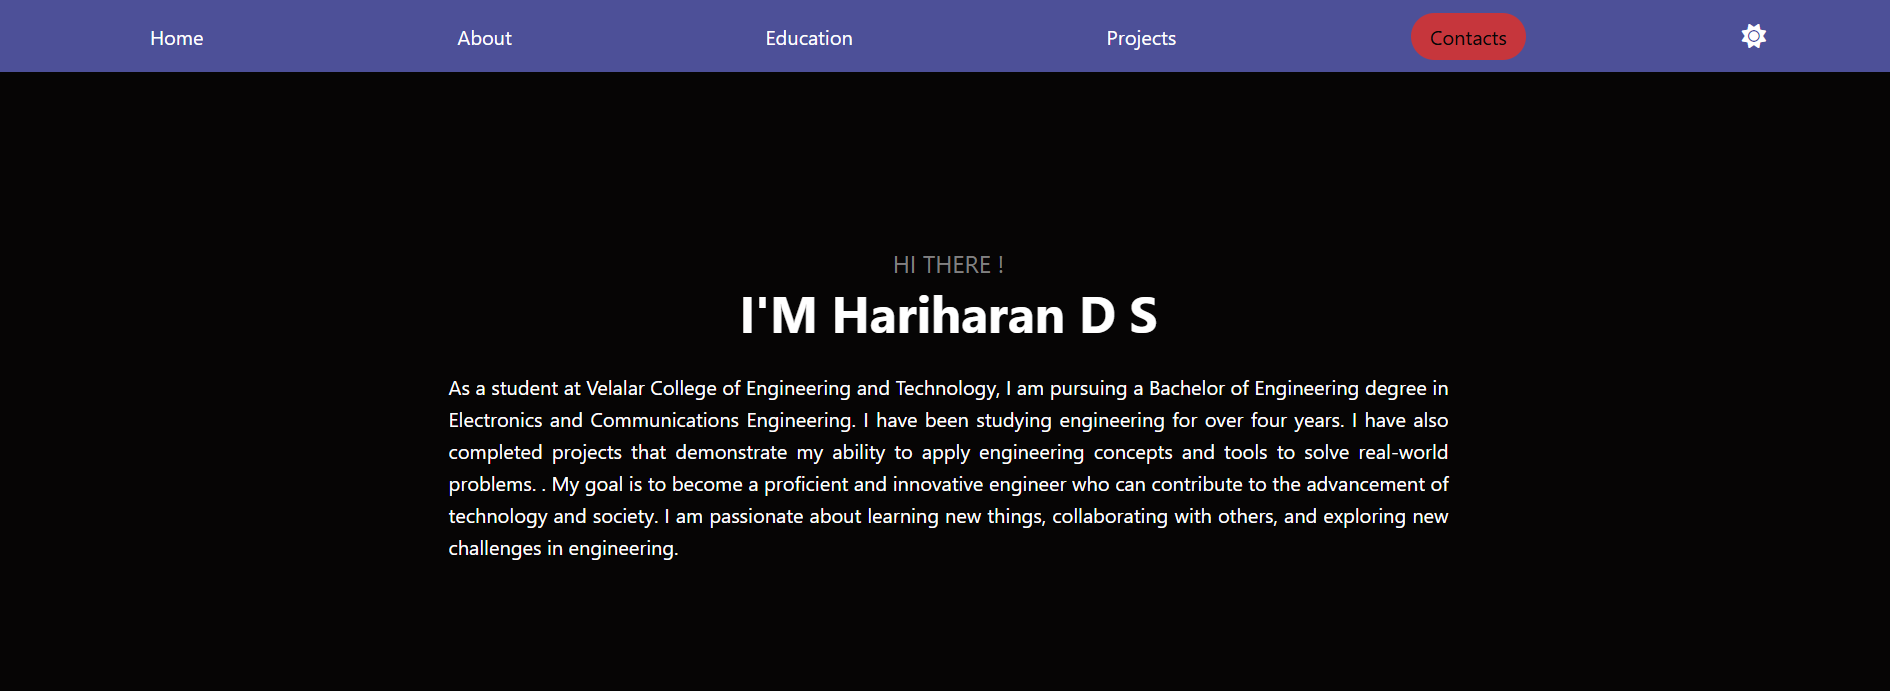 Home About Education Projects Contacts
HI THERE !
I'M Hariharan D S
As a student at Velalar College of Engineering and Technology, I am pursuing a Bachelor of Engineering degree in
Electronics and Communications Engineering. I have been studying engineering for over four years. I have also
completed projects that demonstrate my ability to apply engineering concepts and tools to solve real-world
problems. . My goal is to become a proficient and innovative engineer who can contribute to the advancement of
technology and society. I am passionate about learning new things, collaborating with others, and exploring new
challenges in engineering.